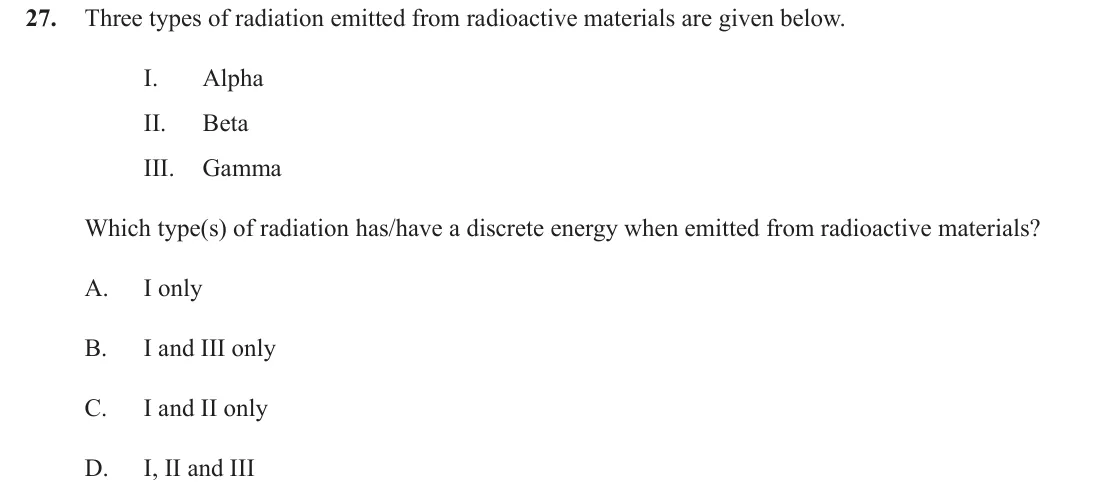 27. Three types of radiation emitted from radioactive materials are given below.
I. Alpha
II. Beta
III. Gamma
Which type(s) of radiation has/have a discrete energy when emitted from radioactive materials?
A. I only
B. I and III only
C. I and II only
D. I, II and III